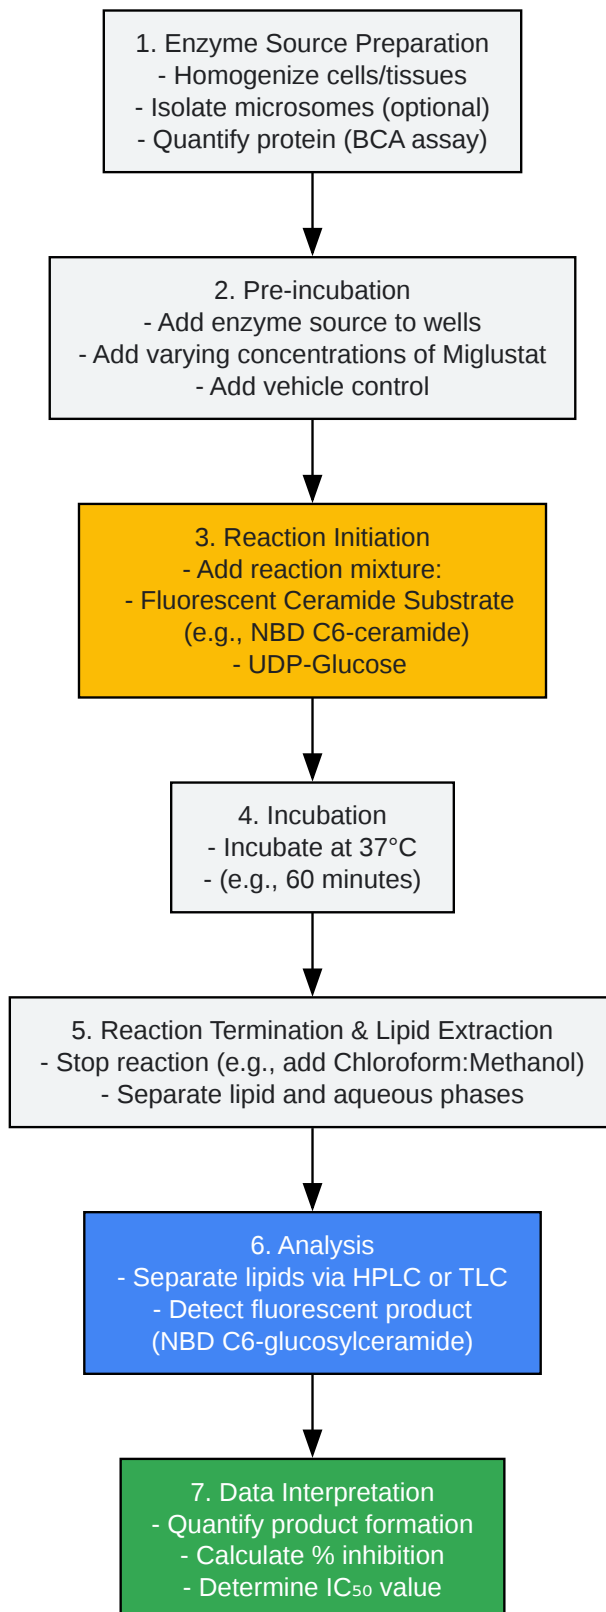 1. Enzyme Source Preparation
- Homogenize cells/tissues
- Isolate microsomes (optional)
- Quantify protein (BCA assay)
2. Pre-incubation
- Add enzyme source to wells
- Add varying concentrations of Miglustat
- Add vehicle control
3. Reaction Initiation
- Add reaction mixture:
- Fluorescent Ceramide Substrate
(e.g., NBD C6-ceramide)
- UDP-Glucose
4. Incubation
- Incubate at 37°C
- (e.g., 60 minutes)
5. Reaction Termination & Lipid Extraction
- Stop reaction (e.g., add Chloroform:Methanol)
- Separate lipid and aqueous phases
6. Analysis
- Separate lipids via HPLC or TLC
- Detect fluorescent product
(NBD C6-glucosylceramide)
7. Data Interpretation
- Quantify product formation
- Calculate % inhibition
- Determine IC₅₀ value